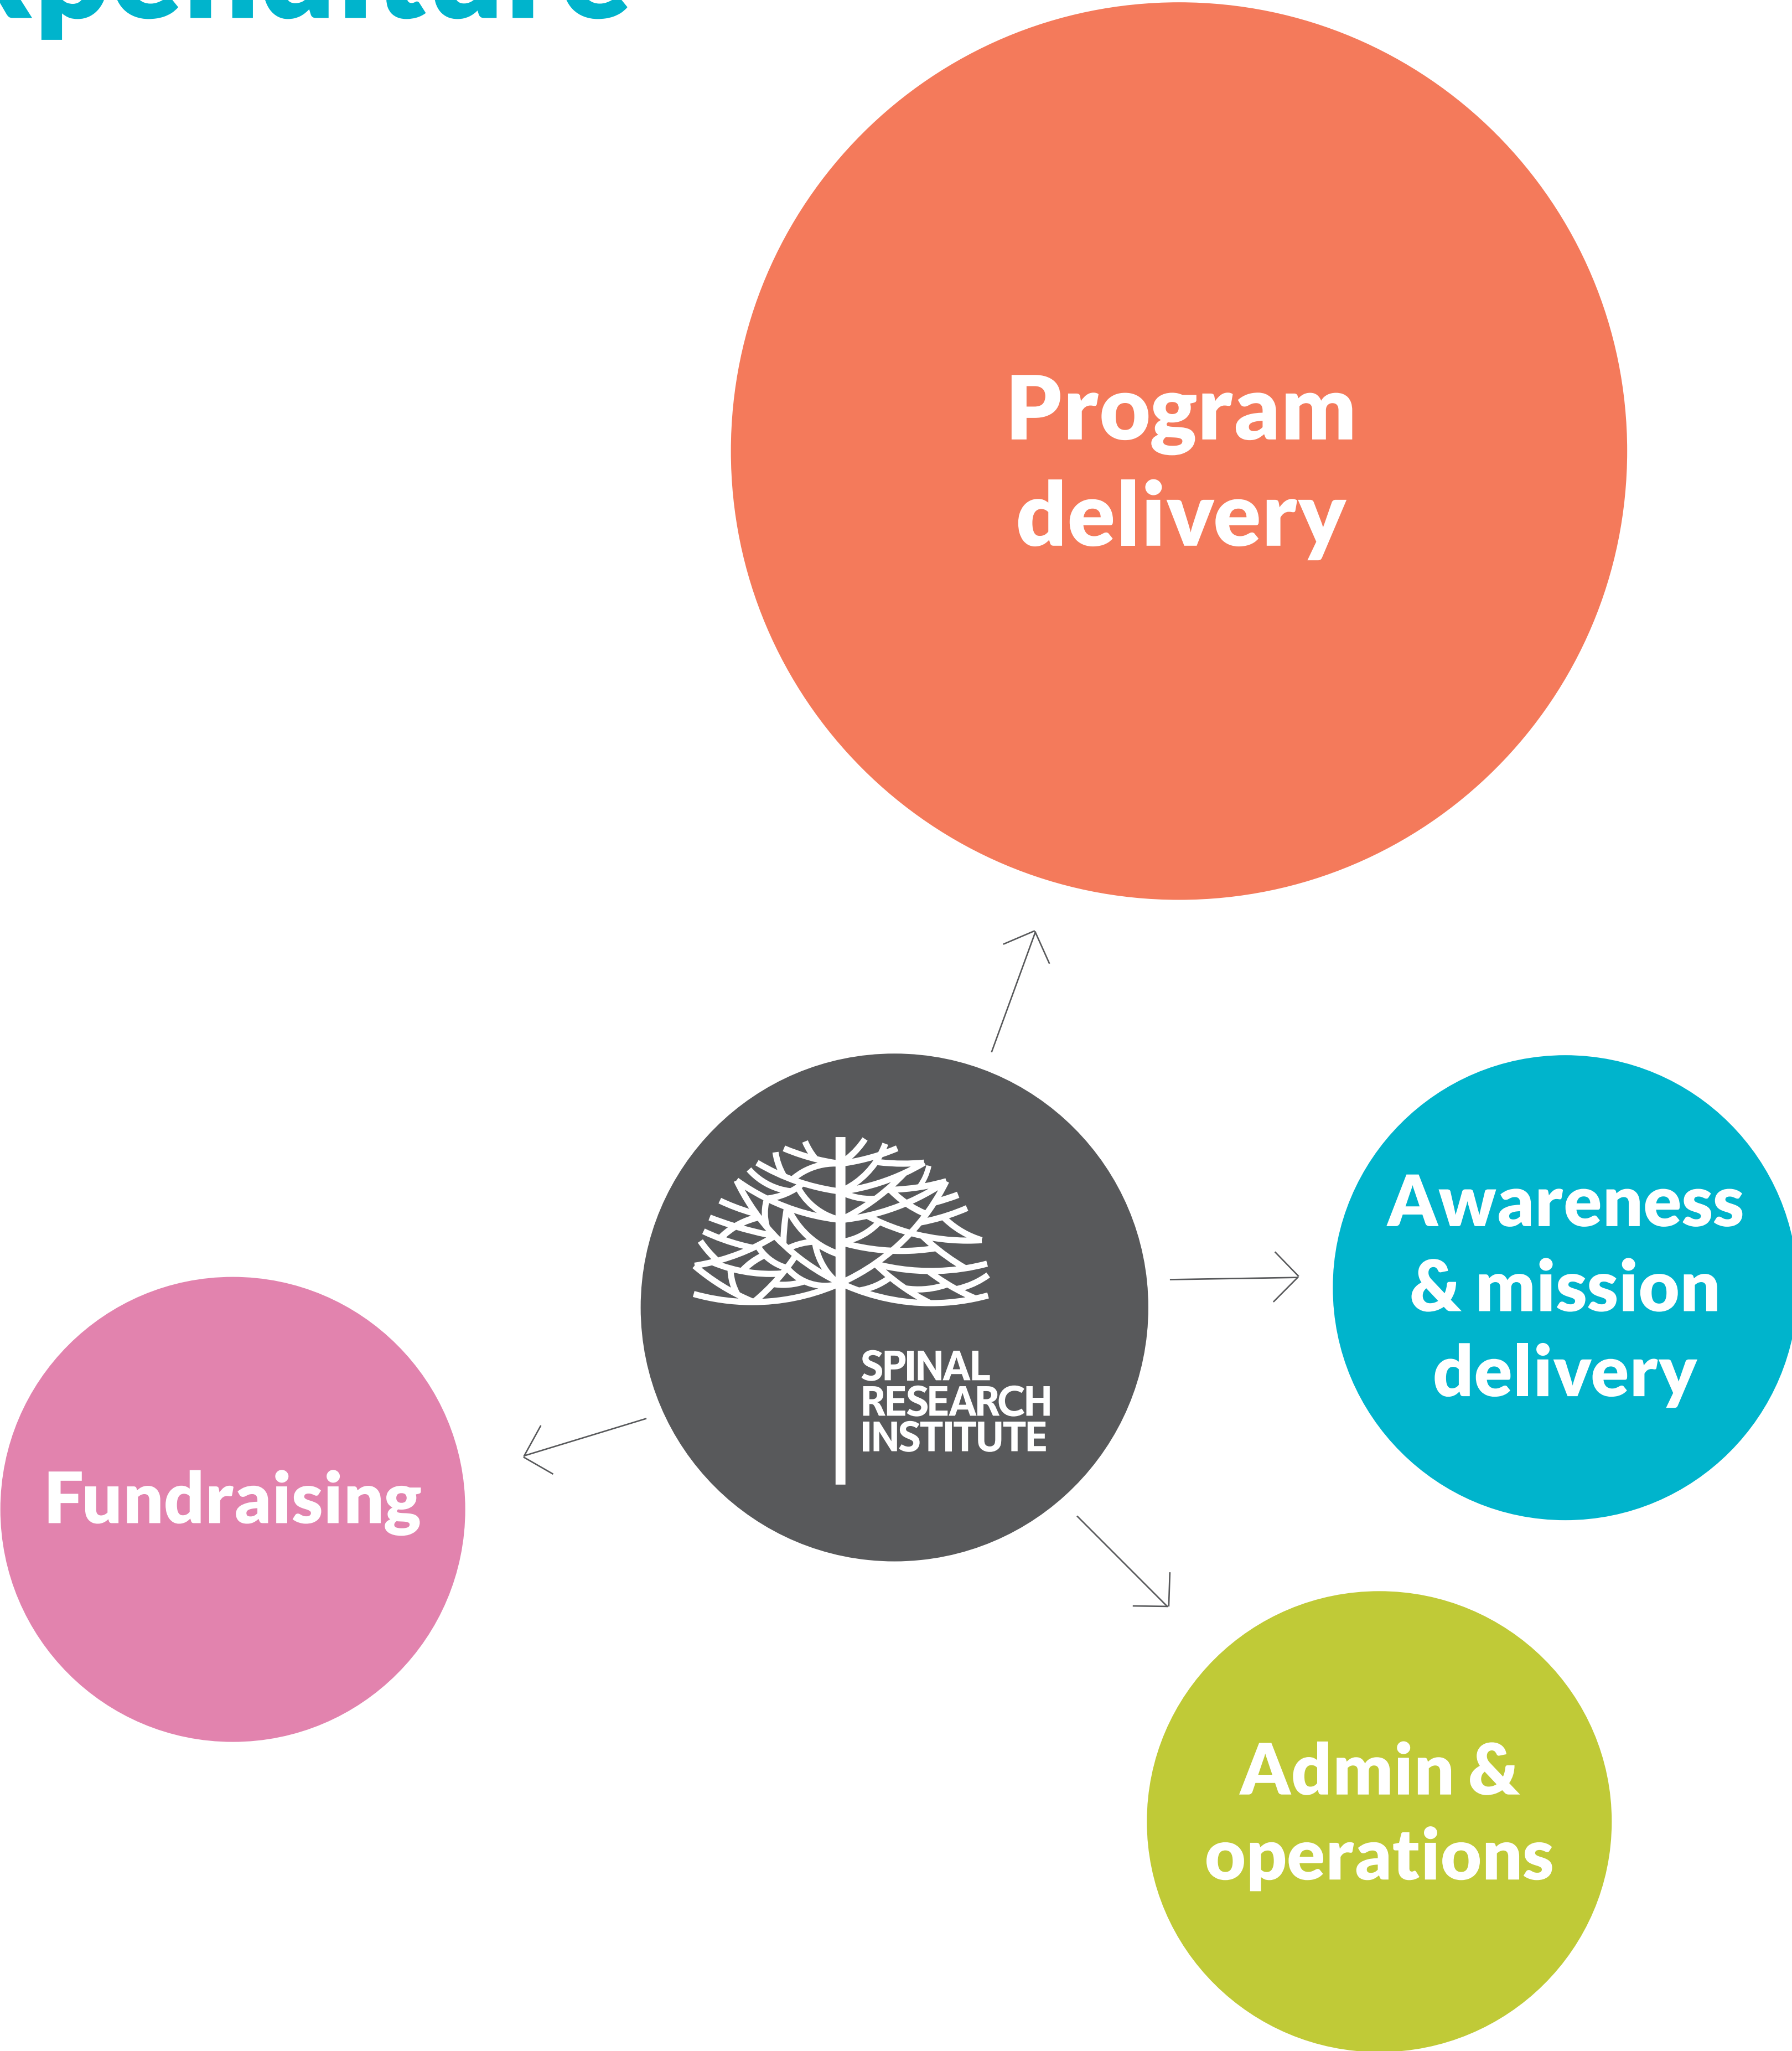 Program
delivery
SPINAL
RESEARCH
INSTITUTE
Awareness
& mission
delivery
Fundraising
Admin &
operations